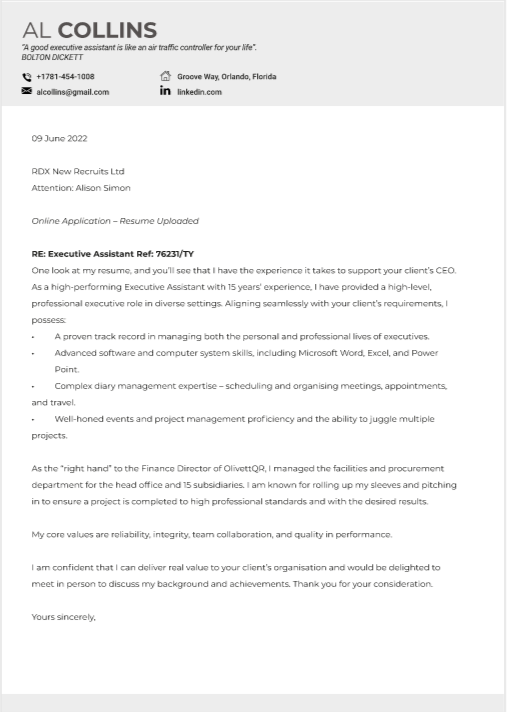 AL COLLINS
"A good executive assistant is like an air traffic controller for your life".
BOLTON DICKETT
+1781-454-1008
Groove Way, Orlando, Florida
alcollins@gmail.com
linkedin.com
09 June 2022
RDX New Recruits Ltd
Attention: Alison Simon
Online Application – Resume Uploaded
RE: Executive Assistant Ref: 76231/TY
One look at my resume, and you'll see that I have the experience it takes to support your client's CEO.
As a high-performing Executive Assistant with 15 years' experience, I have provided a high-level,
professional executive role in diverse settings. Aligning seamlessly with your client's requirements, I
possess:
• A proven track record in managing both the personal and professional lives of executives.
• Advanced software and computer system skills, including Microsoft Word, Excel, and Power
Point.
• Complex diary management expertise – scheduling and organising meetings, appointments,
and travel.
• Well-honed events and project management proficiency and the ability to juggle multiple
projects.
As the "right hand" to the Finance Director of OlivettQR, I managed the facilities and procurement
department for the head office and 15 subsidiaries. I am known for rolling up my sleeves and pitching
in to ensure a project is completed to high professional standards and with the desired results.
My core values are reliability, integrity, team collaboration, and quality in performance.
I am confident that I can deliver real value to your client's organisation and would be delighted to
meet in person to discuss my background and achievements. Thank you for your consideration.
Yours sincerely,